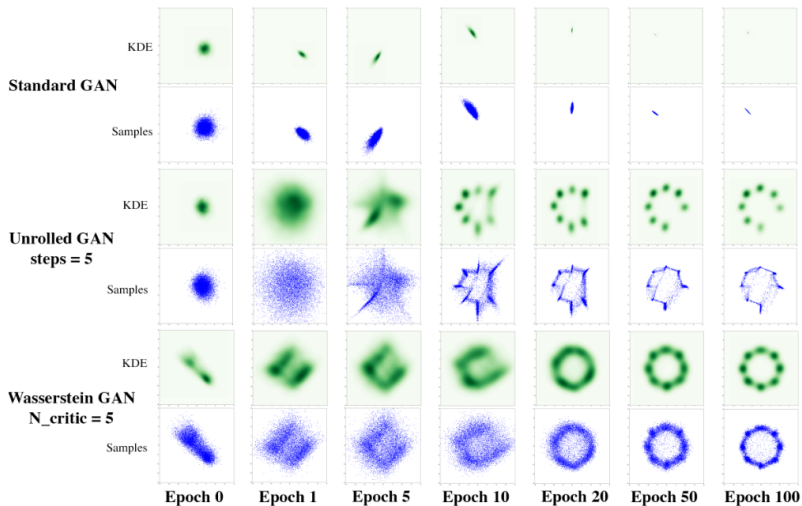 KDE
Standard GAN
Samples
KDE
Unrolled GAN
steps = 5
Samples
KDE
Wasserstein GAN
N_critic = 5
Samples
Epoch 0 Epoch 1 Epoch 5 Epoch 10 Epoch 20 Epoch 50 Epoch 100